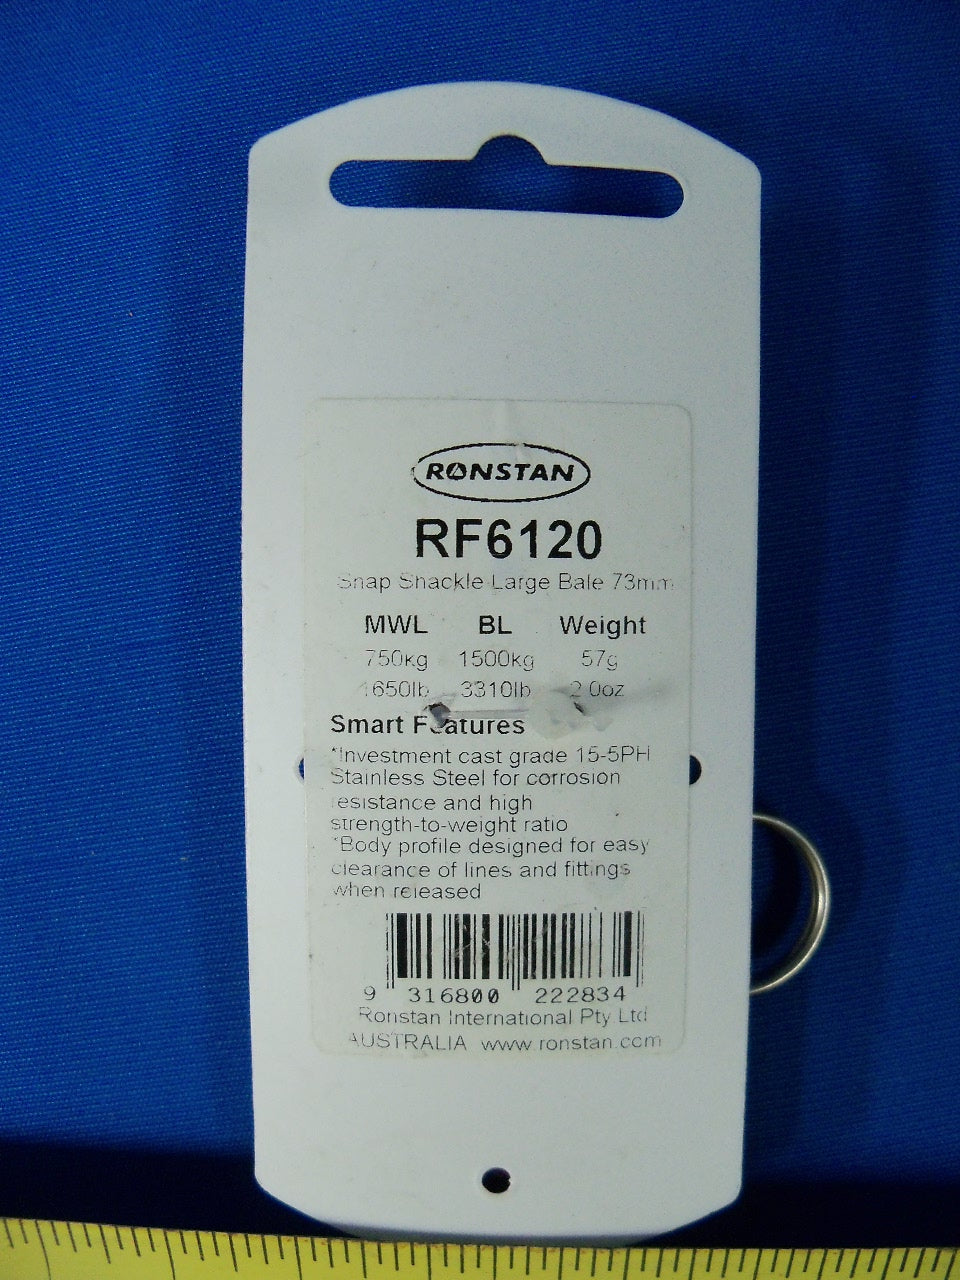 RONSTAN
RF6120
Snap Shackle Large Bale 73mm
MWL BL Weight
750kg 1500kg 57g
1650lb 3310lb 2.0oz
Smart Features
*Investment cast grade 15-5PH
Stainless Steel for corrosion
resistance and high
strength-to-weight ratio
*Body profile designed for easy
clearance of lines and fittings
when released
9 316800 222834
Ronstan International Pty Ltd
AUSTRALIA www.ronstan.com